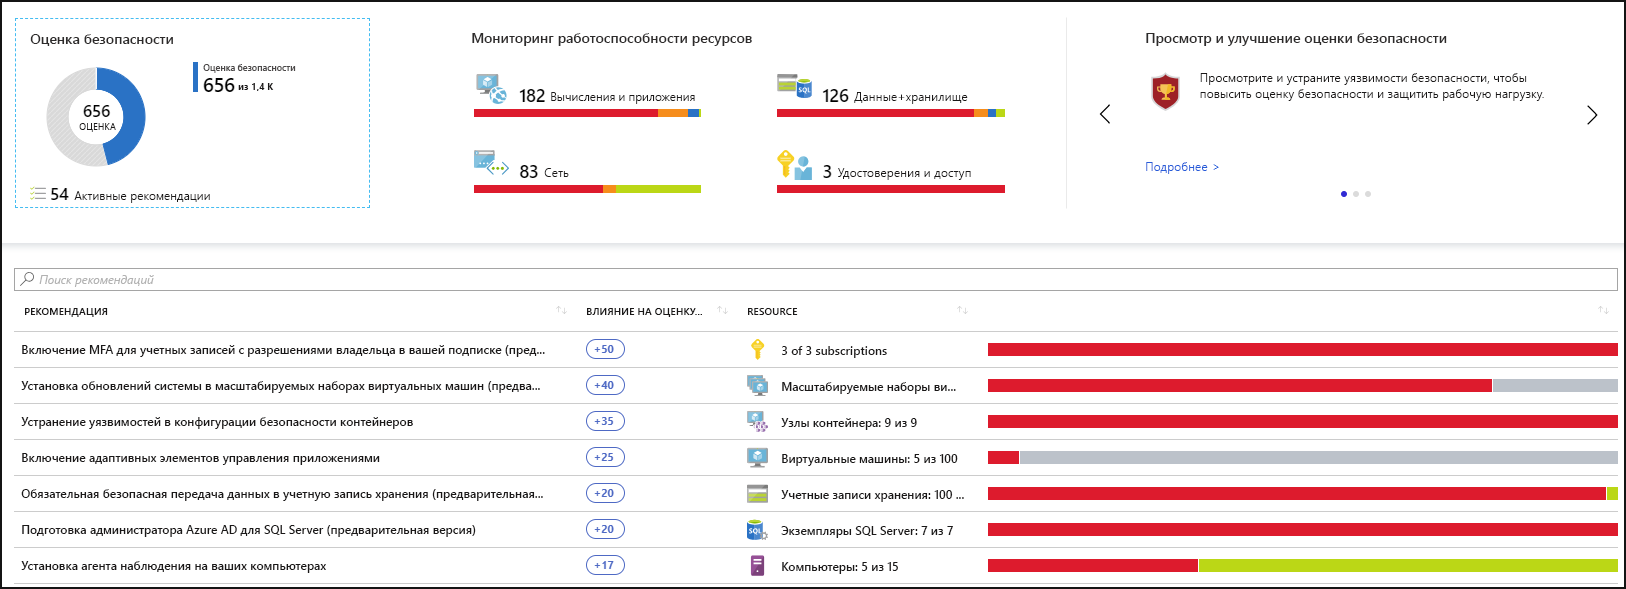 Оценка безопасности
656
ОЦЕНКА
Оценка безопасности
656 из 1,4 К
54 Активные рекомендации
Мониторинг работоспособности ресурсов
182 Вычисления и приложения
SQL
126 Данные+хранилище
83 Сеть
3 Удостоверения и доступ
Просмотр и улучшение оценки безопасности
Просмотрите и устраните уязвимости безопасности, чтобы
повысить оценку безопасности и защитить рабочую нагрузку.
Подробнее >
Поиск рекомендаций
РЕКОМЕНДАЦИЯ ВЛИЯНИЕ НА ОЦЕНКУ... RESOURCE
Включение MFA для учетных записей с разрешениями владельца в вашей подписке (пред... +50 3 of 3 subscriptions
Установка обновлений системы в масштабируемых наборах виртуальных машин (предва... +40 Масштабируемые наборы ви...
Устранение уязвимостей в конфигурации безопасности контейнеров +35 Узлы контейнера: 9 из 9
Включение адаптивных элементов управления приложениями +25 Виртуальные машины: 5 из 100
Обязательная безопасная передача данных в учетную запись хранения (предварительная... +20 Учетные записи хранения: 100 ...
Подготовка администратора Azure AD для SQL Server (предварительная версия) +20 SQL Экземпляры SQL Server: 7 из 7
Установка агента наблюдения на ваших компьютерах +17 Компьютеры: 5 из 15